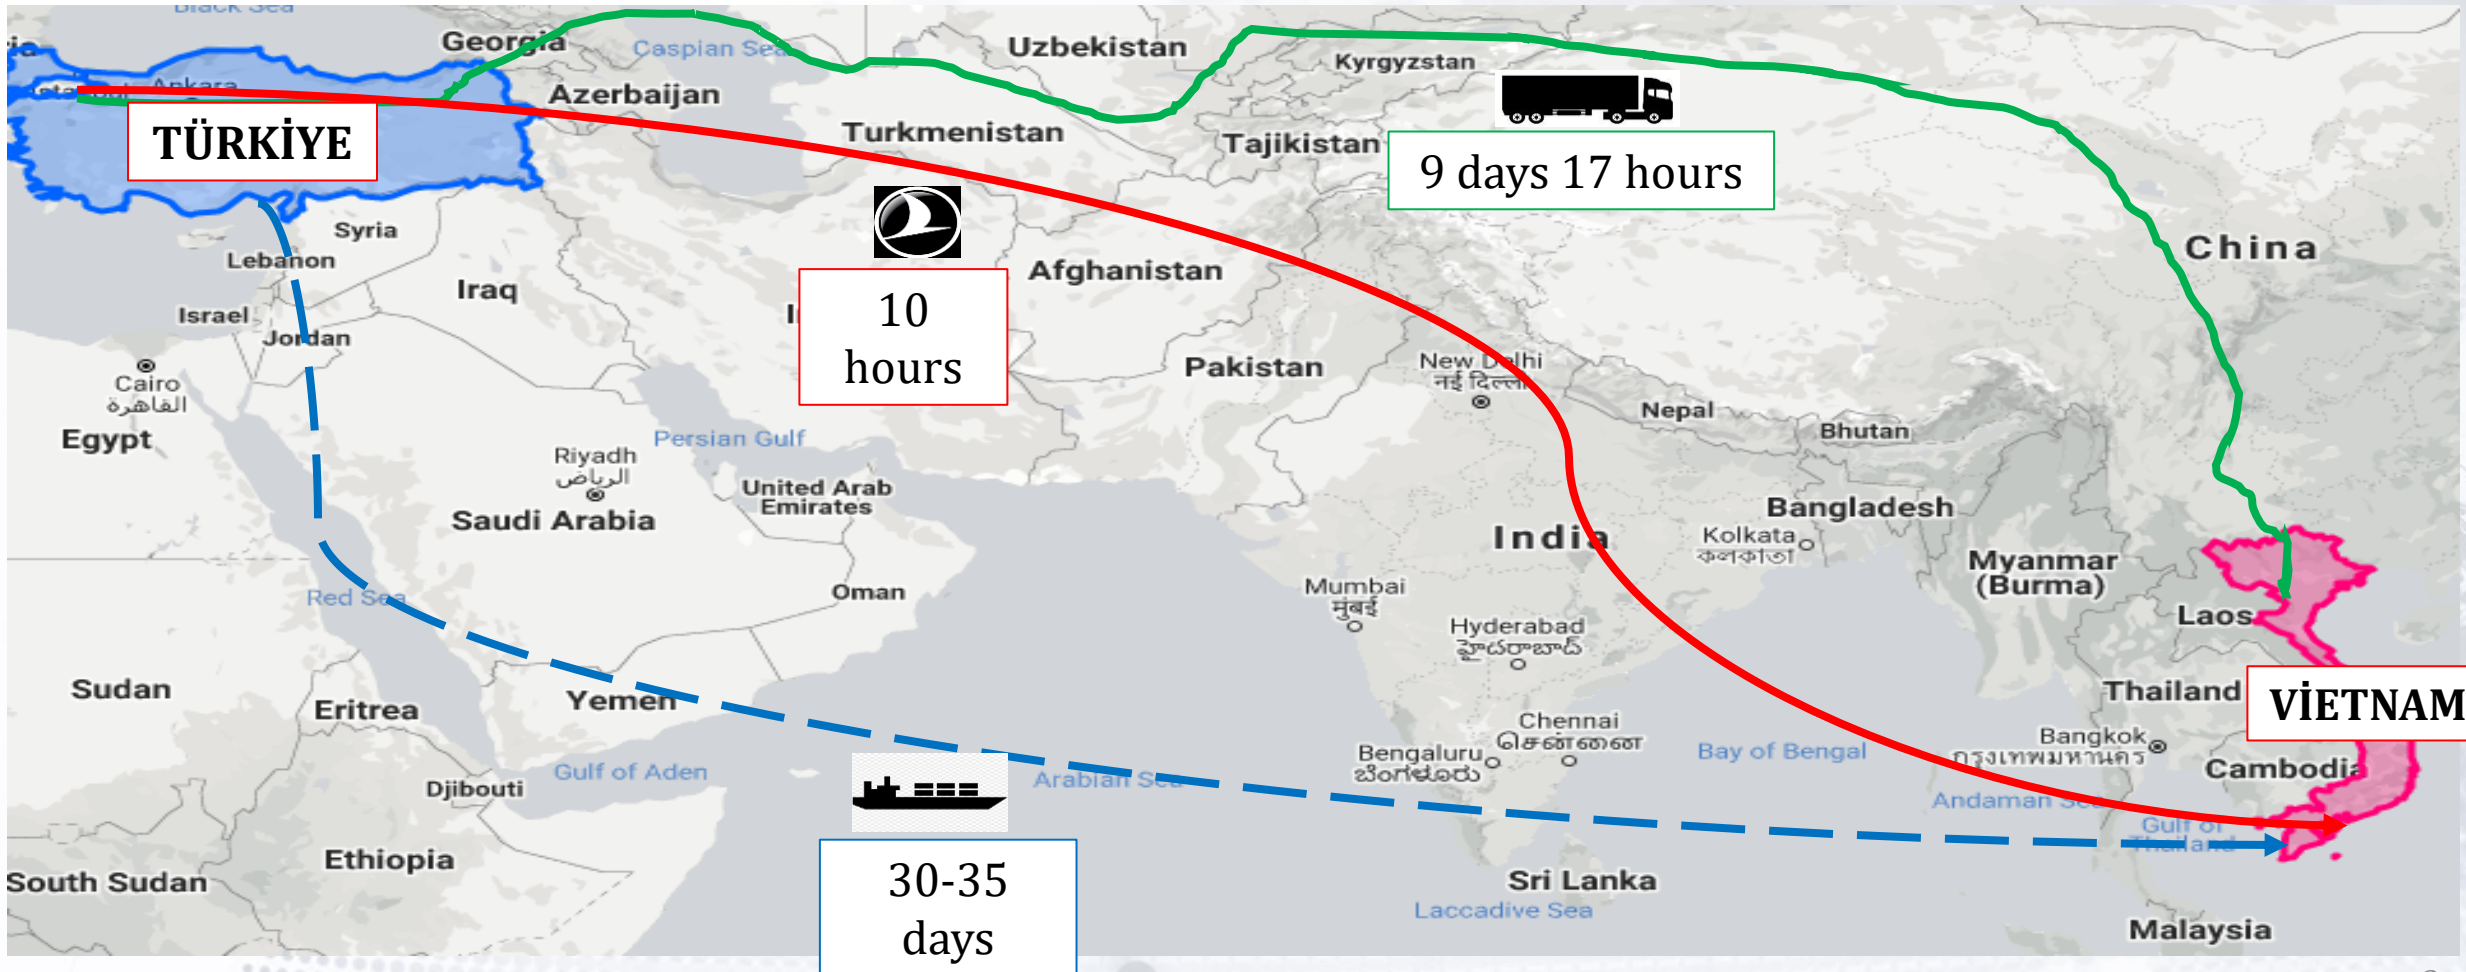 Black Sea
Georgia
Caspian Sea
Uzbekistan
Kyrgyzstan
Ankara
Azerbaijan
TÜRKİYE
Turkmenistan
Tajikistan
9 days 17 hours
Syria
Lebanon
China
Afghanistan
Iraq
10
hours
Israel
Jordan
New Delhi
नई दिल्ली
Pakistan
Cairo
القاهرة
Nepal
Bhutan
Egypt
Persian Gulf
Riyadh
الرياض
United Arab
Emirates
Saudi Arabia
Bangladesh
India
Kolkata
কলকাতা
Myanmar
(Burma)
Oman
Mumbai
मुंबई
Red Sea
Laos
Hyderabad
హైదరాబాద్
Sudan
Eritrea
Yemen
Thailand
VİETNAM
Chennai
சென்னை
Bengaluru
ಬೆಂಗಳೂರು
Bay of Bengal
Bangkok
กรุงเทพมหานคร
Gulf of Aden
Arabian Sea
Cambodia
Djibouti
Andaman Sea
Gulf of
Thailand
Ethiopia
30-35
days
South Sudan
Sri Lanka
Laccadive Sea
Malaysia